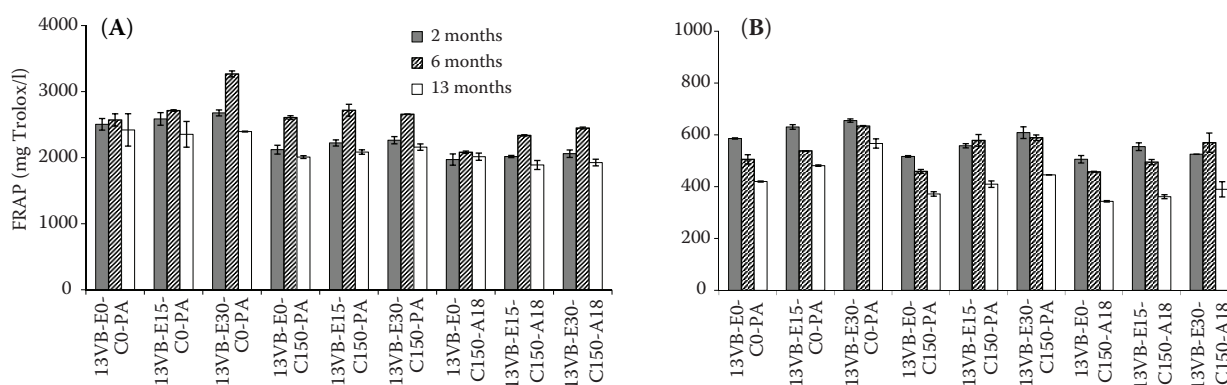 (A)
FRAP (mg Trolox/l)
4000
3000
2000
1000
0
2 months
6 months
13 months
13VB-E0-
C0-PA
13VB-E15-
C0-PA
13VB-E30-
C0-PA
13VB-E0-
C150-PA
13VB-E15-
C150-PA
13VB-E30-
C150-PA
13VB-E0-
C150-A18
13VB-E15-
C150-A18
13VB-E30-
C150-A18
(B)
1000
800
600
400
200
0
13VB-E0-
C0-PA
13VB-E15-
C0-PA
13VB-E30-
C0-PA
13VB-E0-
C150-PA
13VB-E15-
C150-PA
13VB-E30-
C150-PA
13VB-E0-
C150-A18
13VB-E15-
C150-A18
13VB-E30-
C150-A18